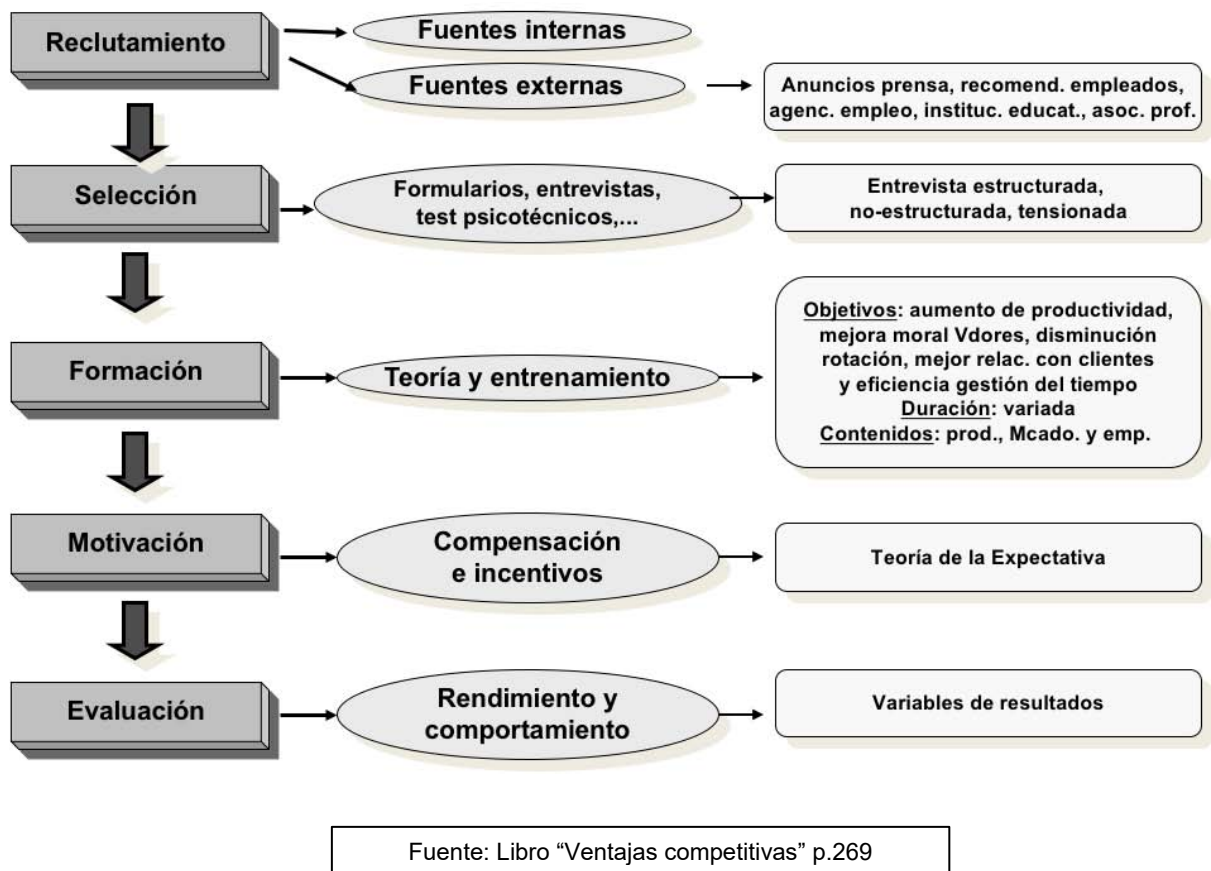 Reclutamiento
Fuentes internas
Fuentes externas
Anuncios prensa, recomend. empleados,
agenc. empleo, instituc. educat., asoc. prof.
Selección
Formularios, entrevistas,
test psicotécnicos,...
Entrevista estructurada,
no-estructurada, tensionada
Formación
Teoría y entrenamiento
Objetivos: aumento de productividad,
mejora moral Vdores, disminución
rotación, mejor relac. con clientes
y eficiencia gestión del tiempo
Duración: variada
Contenidos: prod., Mcado. y emp.
Motivación
Compensación
e incentivos
Teoría de la Expectativa
Evaluación
Rendimiento y
comportamiento
Variables de resultados
Fuente: Libro “Ventajas competitivas” p.269